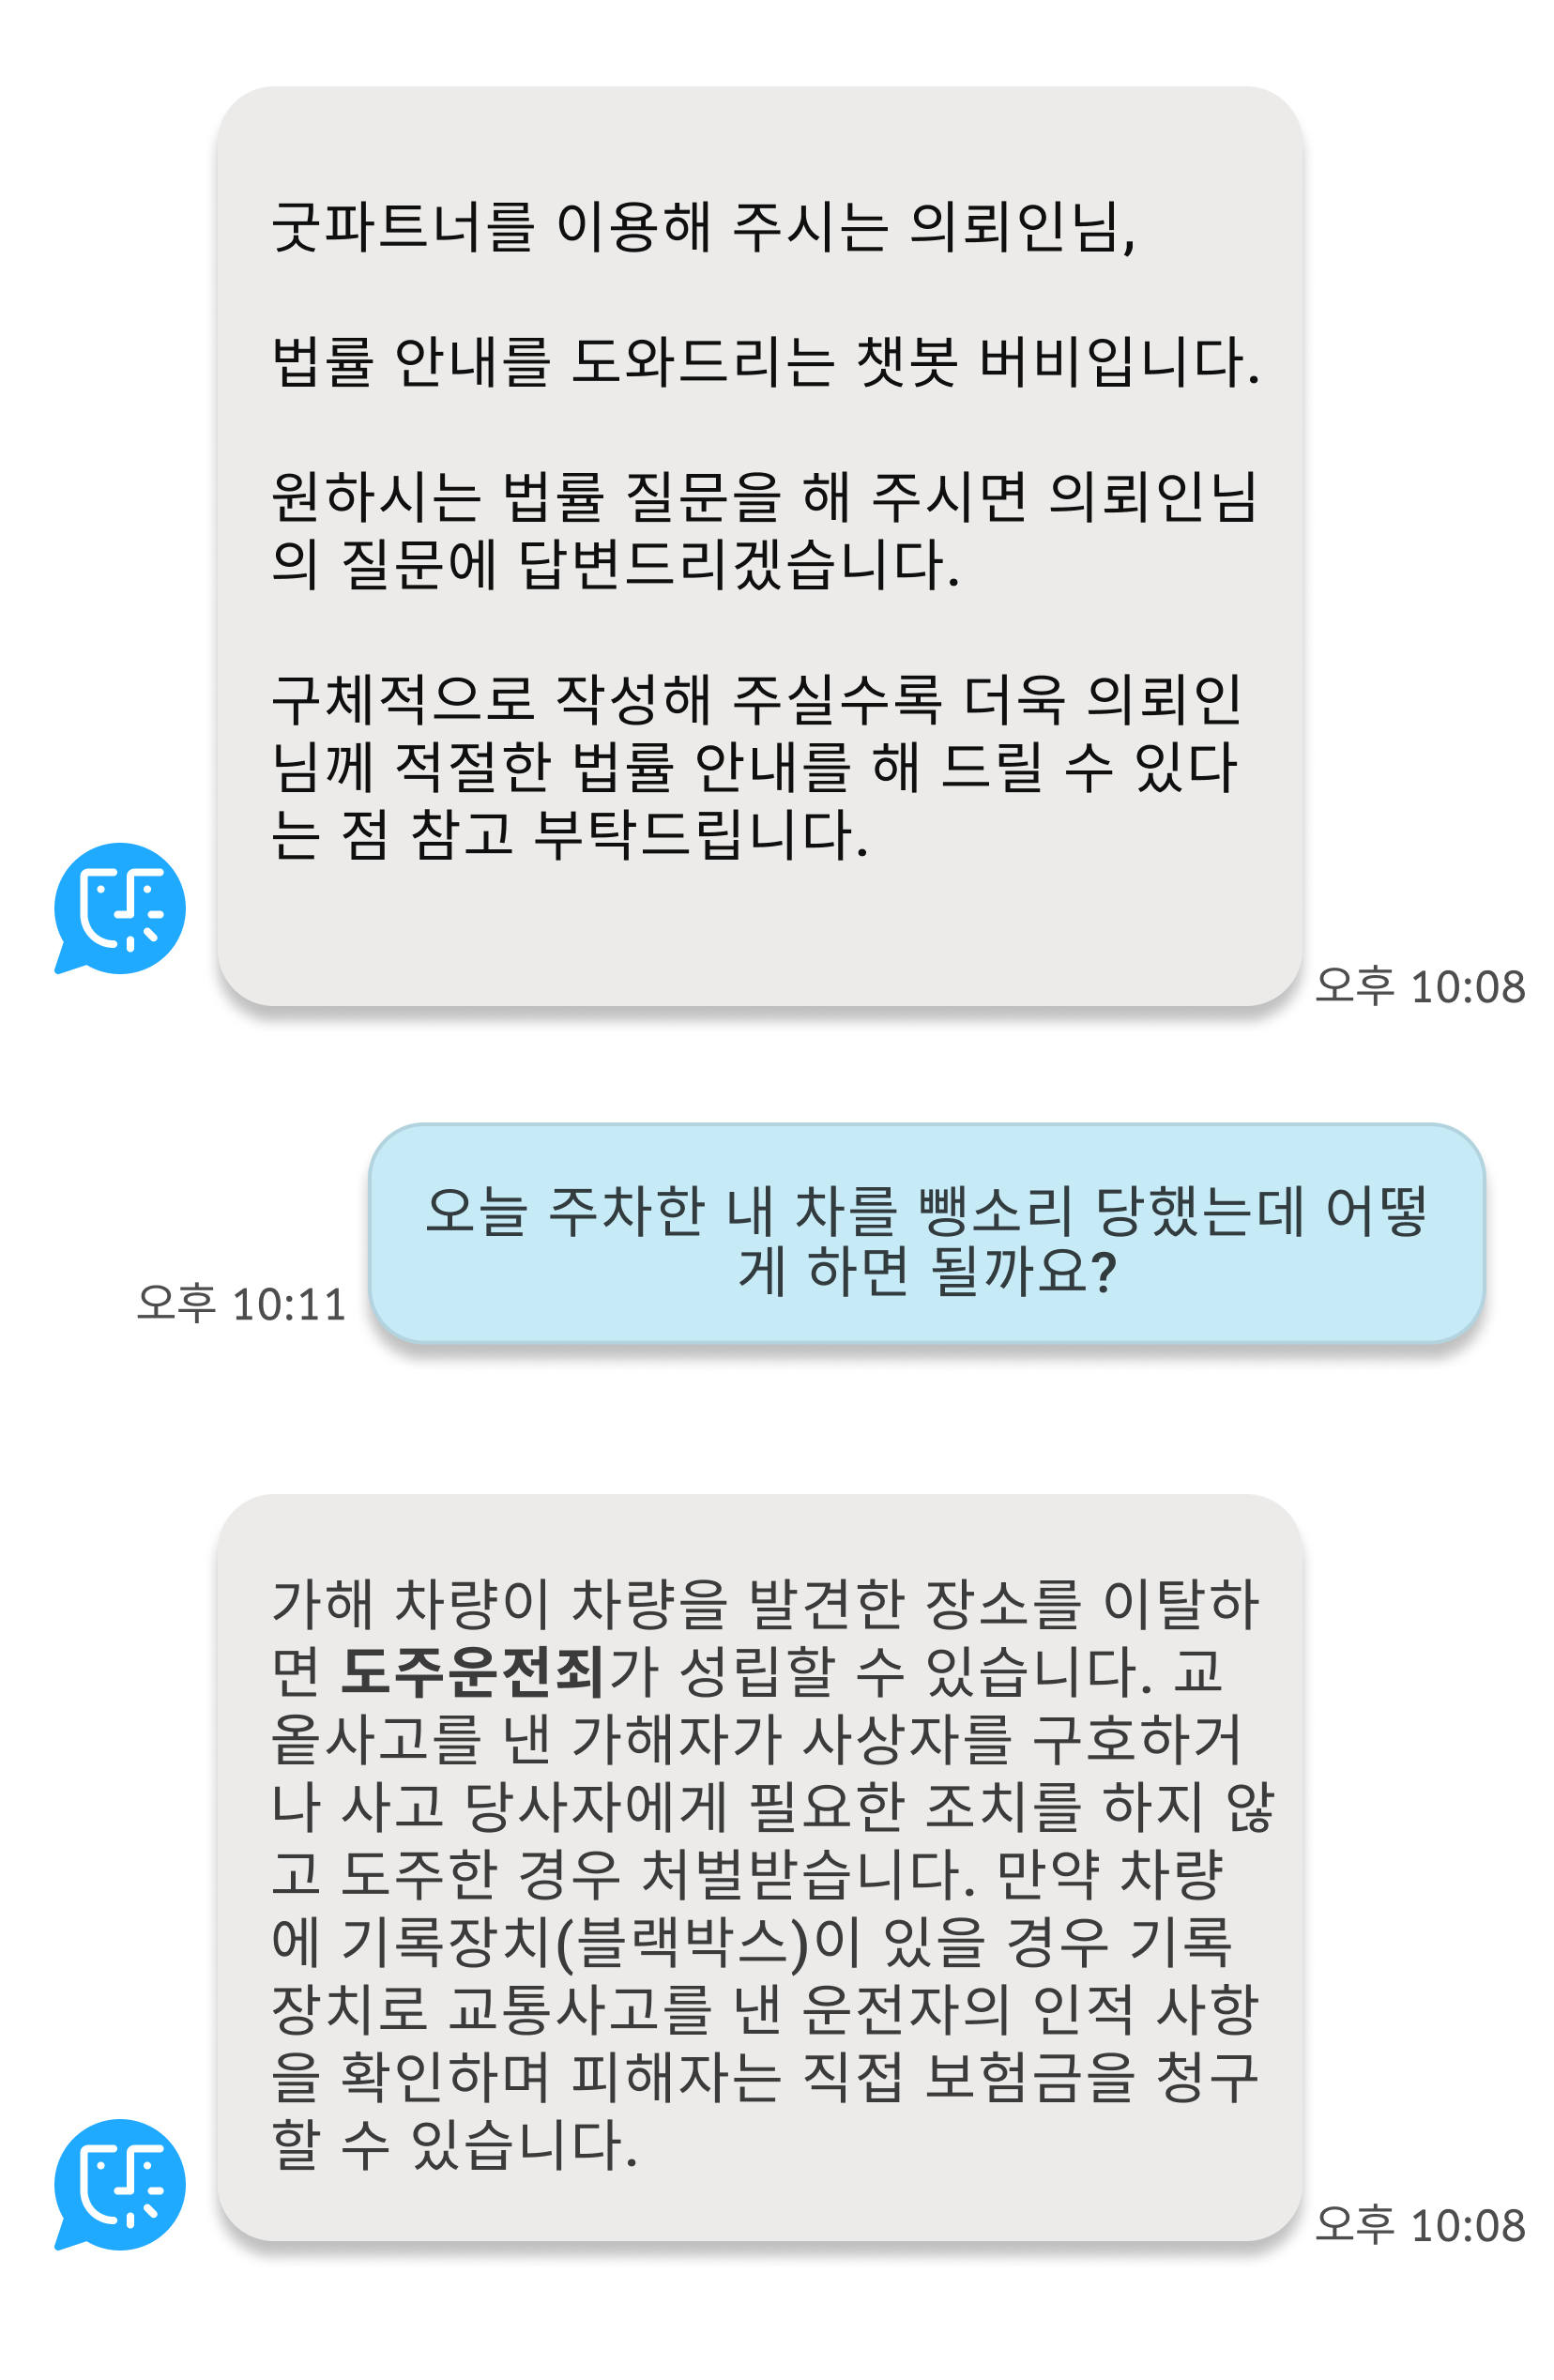 굿파트너를 이용해 주시는 의뢰인님,
법률 안내를 도와드리는 챗봇 버비입니다.
원하시는 법률 질문을 해 주시면 의뢰인님
의 질문에 답변드리겠습니다.
구체적으로 작성해 주실수록 더욱 의뢰인
님께 적절한 법률 안내를 해 드릴 수 있다
는 점 참고 부탁드립니다.
오후 10:08
오늘 주차한 내 차를 뺑소리 당했는데 어떻
게 하면 될까요?
오후 10:11
가해 차량이 차량을 발견한 장소를 이탈하
면 도주운전죄가 성립할 수 있습니다. 교
옽사고를 낸 가해자가 사상자를 구호하거
나 사고 당사자에게 필요한 조치를 하지 않
고 도주한 경우 처벌받습니다. 만약 차량
에 기록장치(블랙박스)이 있을 경우 기록
장치로 교통사고를 낸 운전자의 인적 사항
을 확인하며 피해자는 직접 보험금을 청구
할 수 있습니다.
오후 10:08